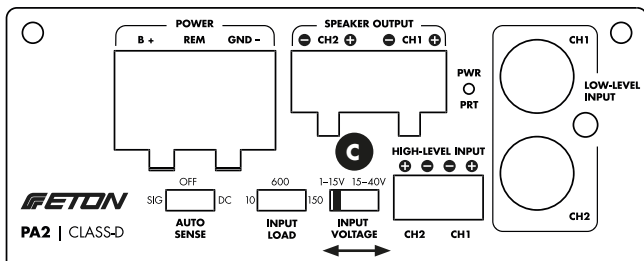 POWER
B + REM GND –
SPEAKER OUTPUT
⊖ CH2 ⊕ ⊖ CH1 ⊕
PWR
PRT
CH1
LOW-LEVEL
INPUT
CH2
C
HIGH-LEVEL INPUT
⊕ ⊖ ⊖ ⊕
CH2 CH1
OFF
SIG DC
AUTO
SENSE
600
10 150
INPUT
LOAD
1–15V 15–40V
INPUT
VOLTAGE
ETON
PA2 | CLASS-D